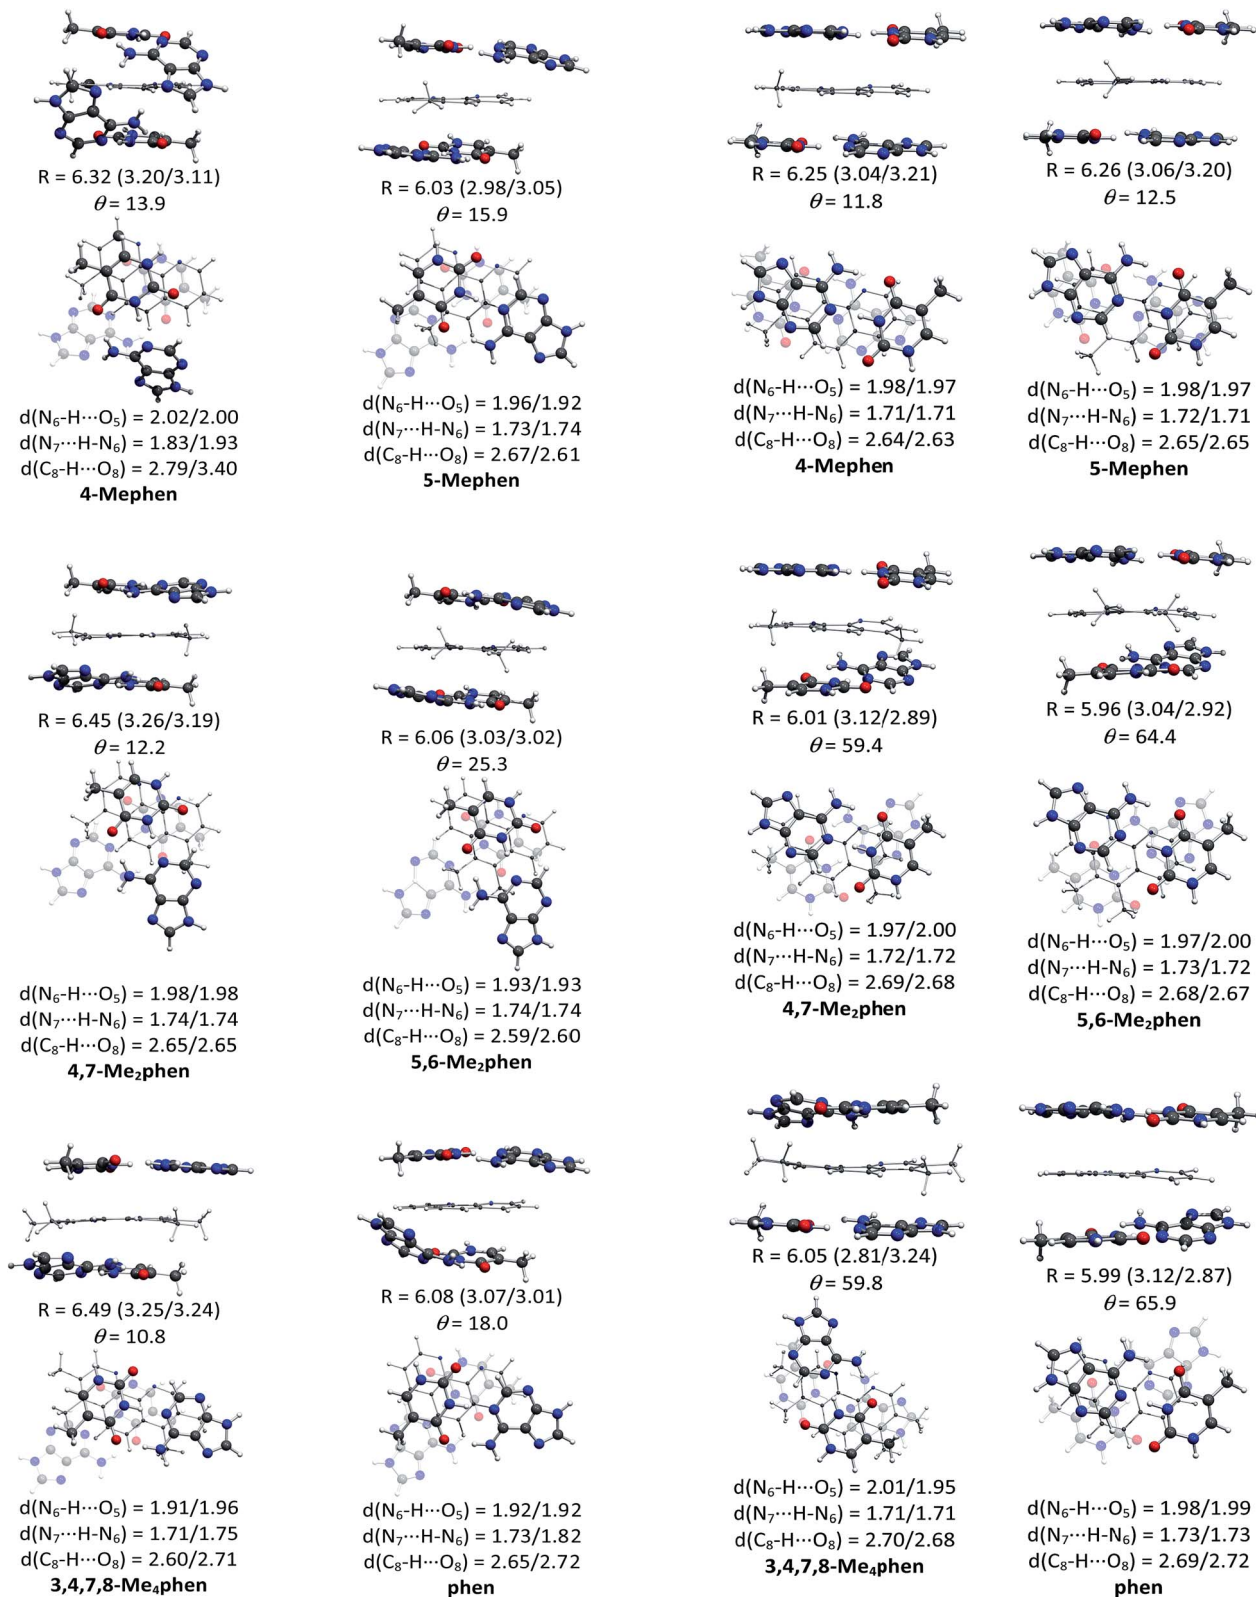 R = 6.32 (3.20/3.11)
θ = 13.9
d(N₆-H···O₅) = 2.02/2.00
d(N₇···H-N₆) = 1.83/1.93
d(C₈-H···O₈) = 2.79/3.40
4-Mephen
R = 6.03 (2.98/3.05)
θ = 15.9
d(N₆-H···O₅) = 1.96/1.92
d(N₇···H-N₆) = 1.73/1.74
d(C₈-H···O₈) = 2.67/2.61
5-Mephen
R = 6.25 (3.04/3.21)
θ = 11.8
d(N₆-H···O₅) = 1.98/1.97
d(N₇···H-N₆) = 1.71/1.71
d(C₈-H···O₈) = 2.64/2.63
4-Mephen
R = 6.26 (3.06/3.20)
θ = 12.5
d(N₆-H···O₅) = 1.98/1.97
d(N₇···H-N₆) = 1.72/1.71
d(C₈-H···O₈) = 2.65/2.65
5-Mephen
R = 6.45 (3.26/3.19)
θ = 12.2
d(N₆-H···O₅) = 1.98/1.98
d(N₇···H-N₆) = 1.74/1.74
d(C₈-H···O₈) = 2.65/2.65
4,7-Me₂phen
R = 6.06 (3.03/3.02)
θ = 25.3
d(N₆-H···O₅) = 1.93/1.93
d(N₇···H-N₆) = 1.74/1.74
d(C₈-H···O₈) = 2.59/2.60
5,6-Me₂phen
R = 6.01 (3.12/2.89)
θ = 59.4
d(N₆-H···O₅) = 1.97/2.00
d(N₇···H-N₆) = 1.72/1.72
d(C₈-H···O₈) = 2.69/2.68
4,7-Me₂phen
R = 5.96 (3.04/2.92)
θ = 64.4
d(N₆-H···O₅) = 1.97/2.00
d(N₇···H-N₆) = 1.73/1.72
d(C₈-H···O₈) = 2.68/2.67
5,6-Me₂phen
R = 6.49 (3.25/3.24)
θ = 10.8
d(N₆-H···O₅) = 1.91/1.96
d(N₇···H-N₆) = 1.71/1.75
d(C₈-H···O₈) = 2.60/2.71
3,4,7,8-Me₄phen
R = 6.08 (3.07/3.01)
θ = 18.0
d(N₆-H···O₅) = 1.92/1.92
d(N₇···H-N₆) = 1.73/1.82
d(C₈-H···O₈) = 2.65/2.72
phen
R = 6.05 (2.81/3.24)
θ = 59.8
d(N₆-H···O₅) = 2.01/1.95
d(N₇···H-N₆) = 1.71/1.71
d(C₈-H···O₈) = 2.70/2.68
3,4,7,8-Me₄phen
R = 5.99 (3.12/2.87)
θ = 65.9
d(N₆-H···O₅) = 1.98/1.99
d(N₇···H-N₆) = 1.73/1.73
d(C₈-H···O₈) = 2.69/2.72
phen